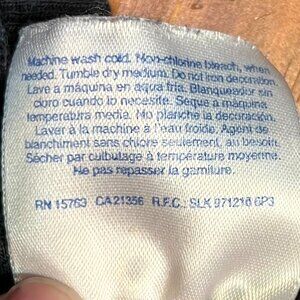 Machine wash cold. Non-chlorine bleach, when
needed. Tumble dry medium. Do not iron decoration
Lave a máquina en aqua fria. Blanqueador sin
cloro cuando lo necesite. Seque a máquina
temperatura media. No planche la decoración.
Laver à la machine à l'eau froide. Agent de
blanchiment sans chlore seulement, au besoin.
Sécher par culbutage à température moyenne.
Ne pas repasser la garniture.
RN 15763 CA21356 R.F.C.: SLK 971216 6P3